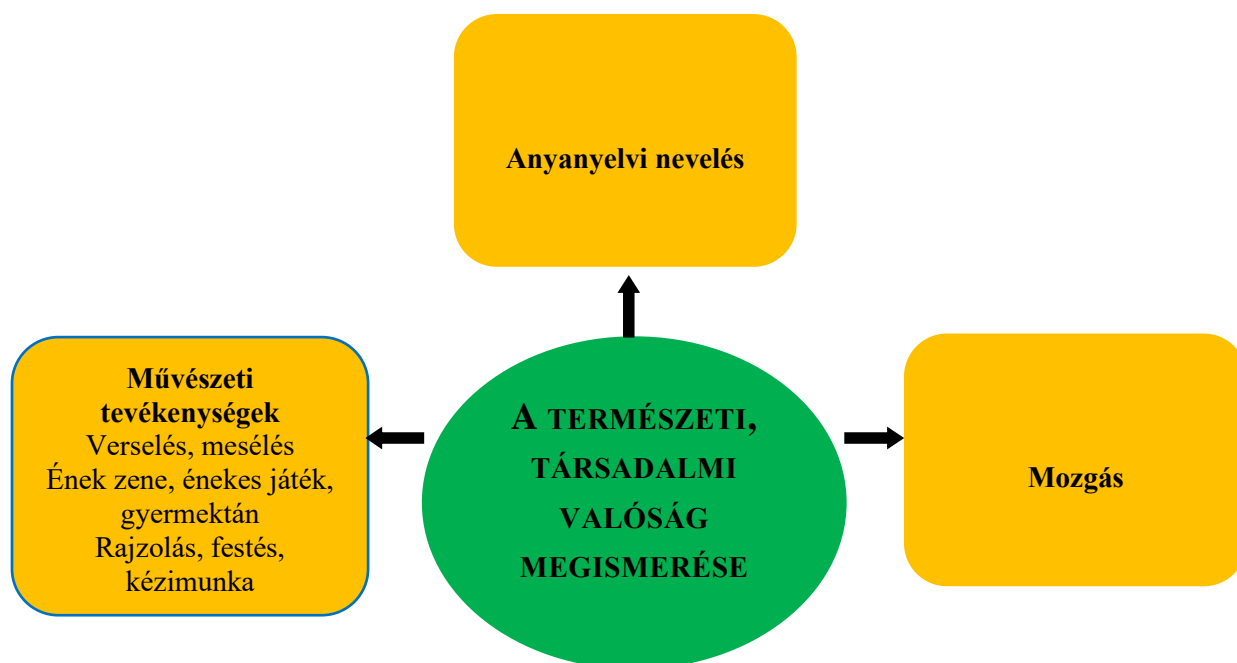 Anyanyelvi nevelés
Művészeti
tevékenységek
Verselés, mesélés
Ének zene, énekes játék,
gyermektán
Rajzolás, festés,
kézimunka
A TERMÉSZETI,
TÁRSADALMI
VALÓSÁG
MEGISMERÉSE
Mozgás